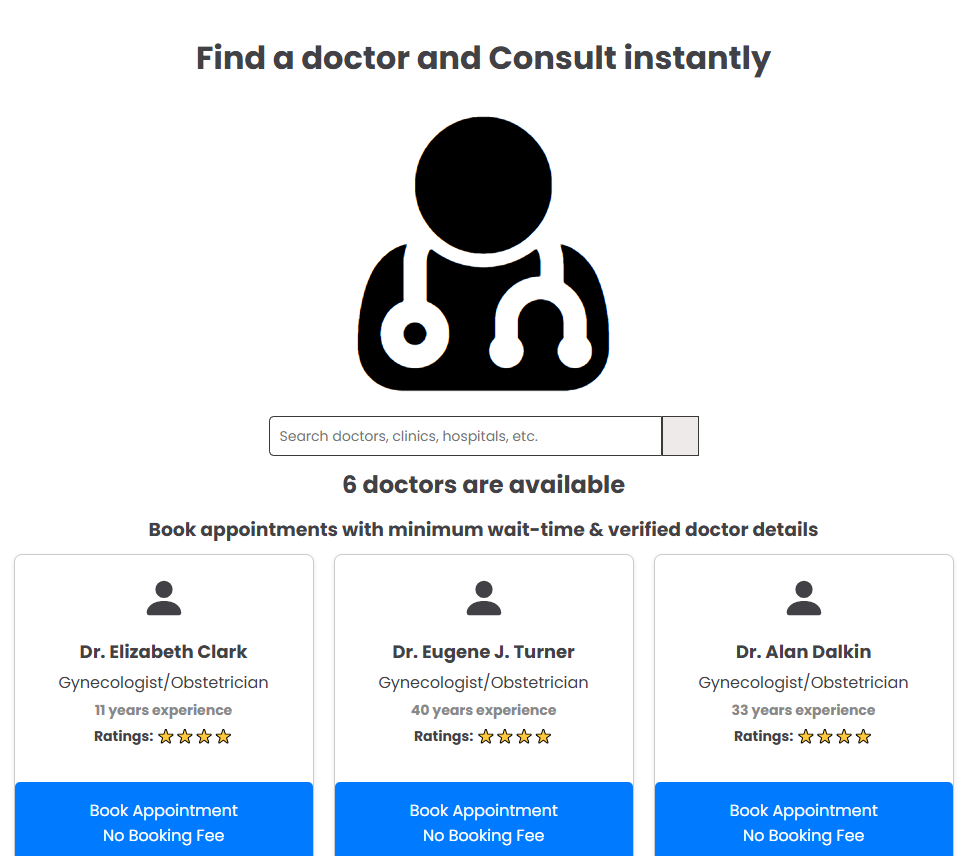 Find a doctor and Consult instantly
Search doctors, clinics, hospitals, etc.
6 doctors are available
Book appointments with minimum wait-time & verified doctor details
Dr. Elizabeth Clark
Gynecologist/Obstetrician
11 years experience
Ratings:
Book Appointment
No Booking Fee
Dr. Eugene J. Turner
Gynecologist/Obstetrician
40 years experience
Ratings:
Book Appointment
No Booking Fee
Dr. Alan Dalkin
Gynecologist/Obstetrician
33 years experience
Ratings:
Book Appointment
No Booking Fee